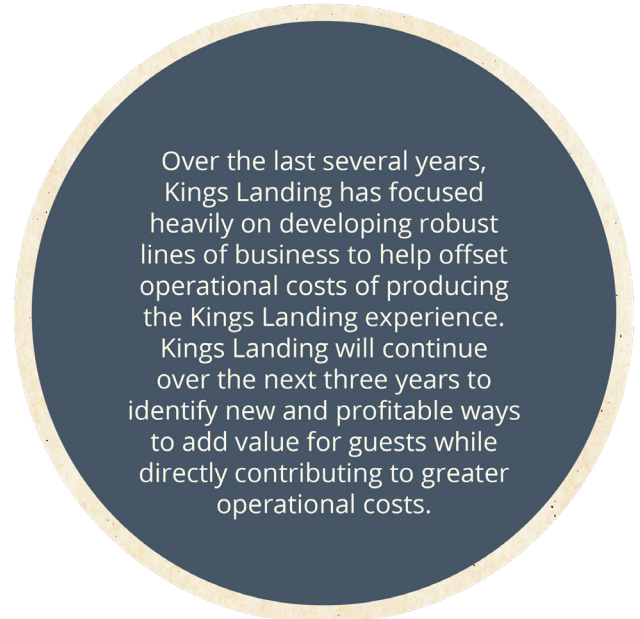 Over the last several years,
Kings Landing has focused
heavily on developing robust
lines of business to help offset
operational costs of producing
the Kings Landing experience.
Kings Landing will continue
over the next three years to
identify new and profitable ways
to add value for guests while
directly contributing to greater
operational costs.